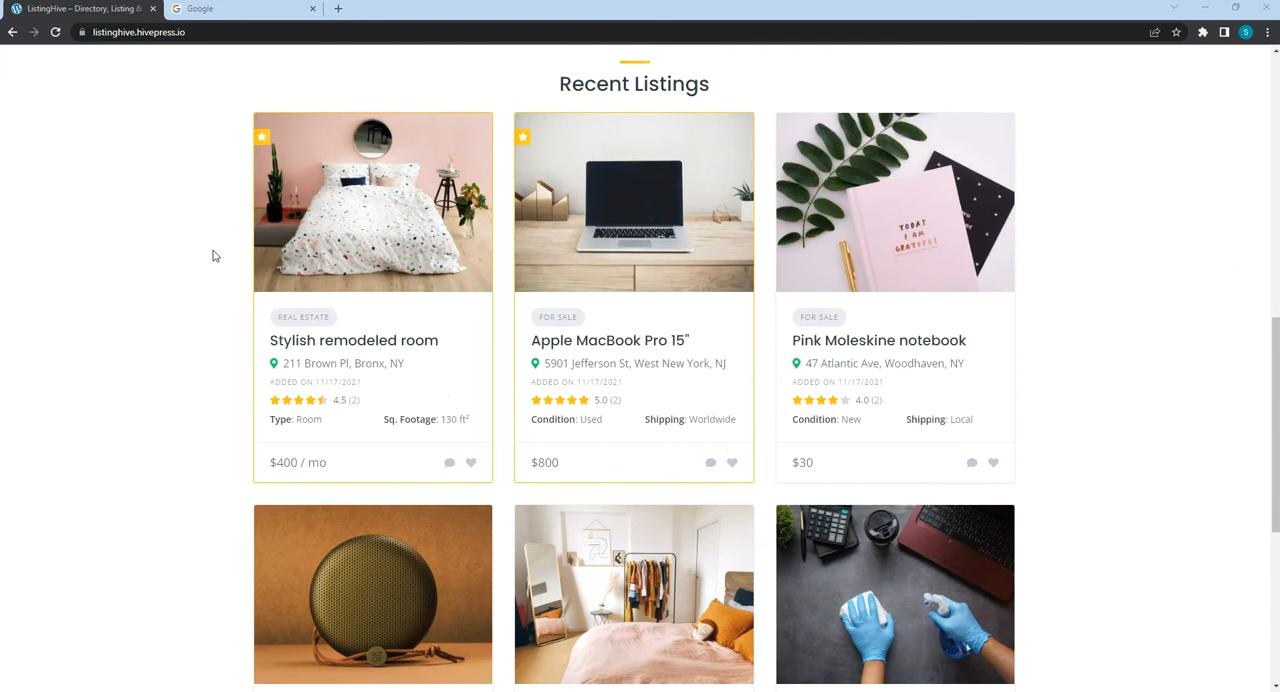 ListingHive – Directory, Listing &
Google
listinghive.hivepress.io
S
Recent Listings
TODAY
I AM
GRATEFUL
REAL ESTATE
Stylish remodeled room
211 Brown Pl, Bronx, NY
ADDED ON 11/17/2021
4.5 (2)
Type: Room
Sq. Footage: 130 ft²
$400 / mo
FOR SALE
Apple MacBook Pro 15"
5901 Jefferson St, West New York, NJ
ADDED ON 11/17/2021
5.0 (2)
Condition: Used
Shipping: Worldwide
$800
FOR SALE
Pink Moleskine notebook
47 Atlantic Ave, Woodhaven, NY
ADDED ON 11/17/2021
4.0 (2)
Condition: New
Shipping: Local
$30